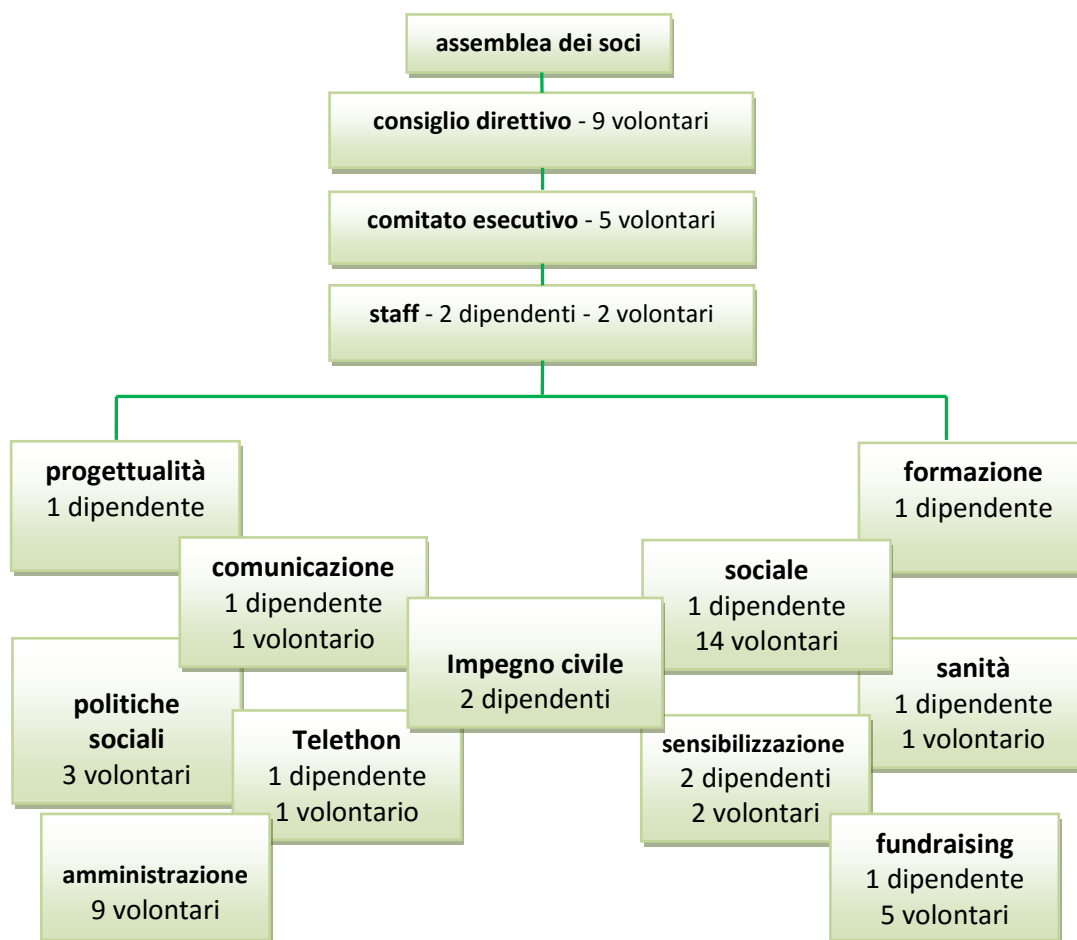 assemblea dei soci
consiglio direttivo - 9 volontari
comitato esecutivo - 5 volontari
staff - 2 dipendenti - 2 volontari
progettualità
1 dipendente
formazione
1 dipendente
comunicazione
1 dipendente
1 volontario
sociale
1 dipendente
14 volontari
Impegno civile
2 dipendenti
politiche
sociali
3 volontari
Telethon
1 dipendente
1 volontario
sensibilizzazione
2 dipendenti
2 volontari
sanità
1 dipendente
1 volontario
amministrazione
9 volontari
fundraising
1 dipendente
5 volontari